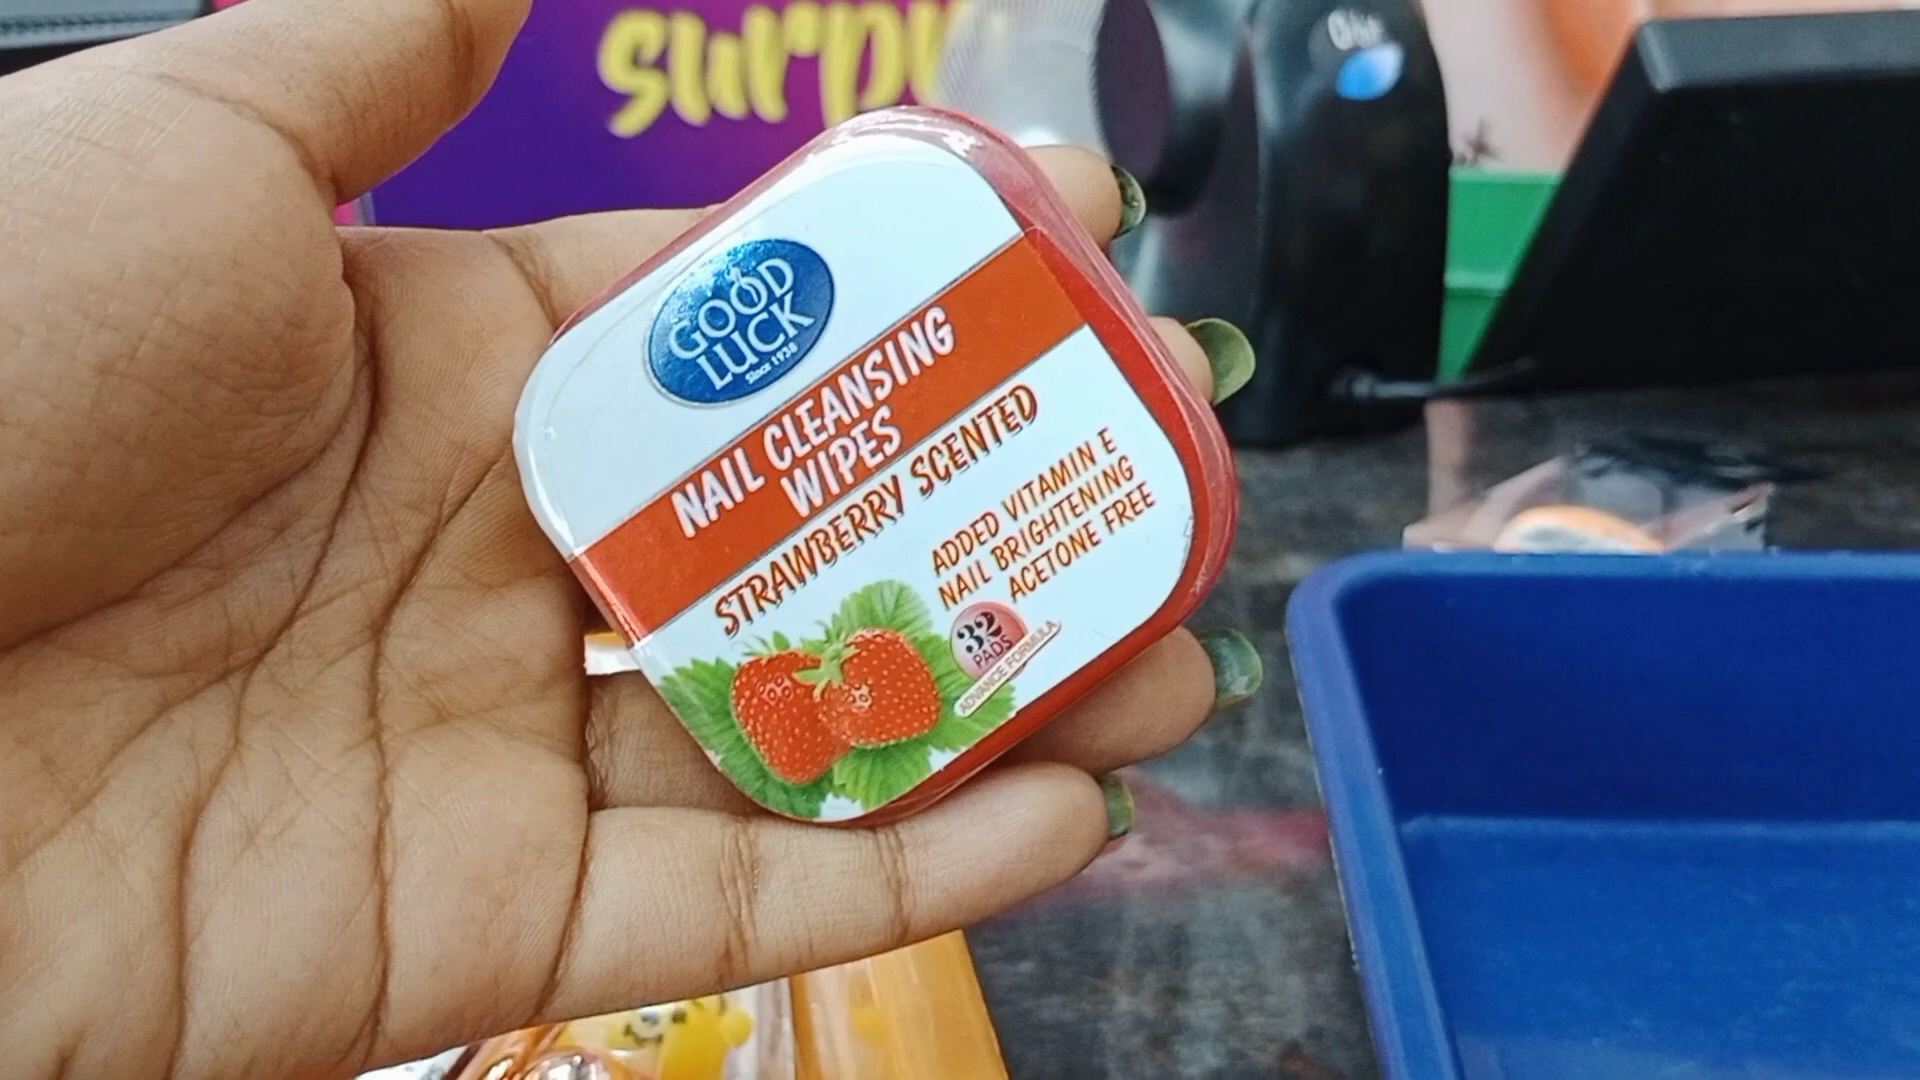 surpr
GOOD
LUCK
Since 1938
NAIL CLEANSING
WIPES
STRAWBERRY SCENTED
ADDED VITAMIN E
NAIL BRIGHTENING
ACETONE FREE
32
PADS
ADVANCE FORMULA